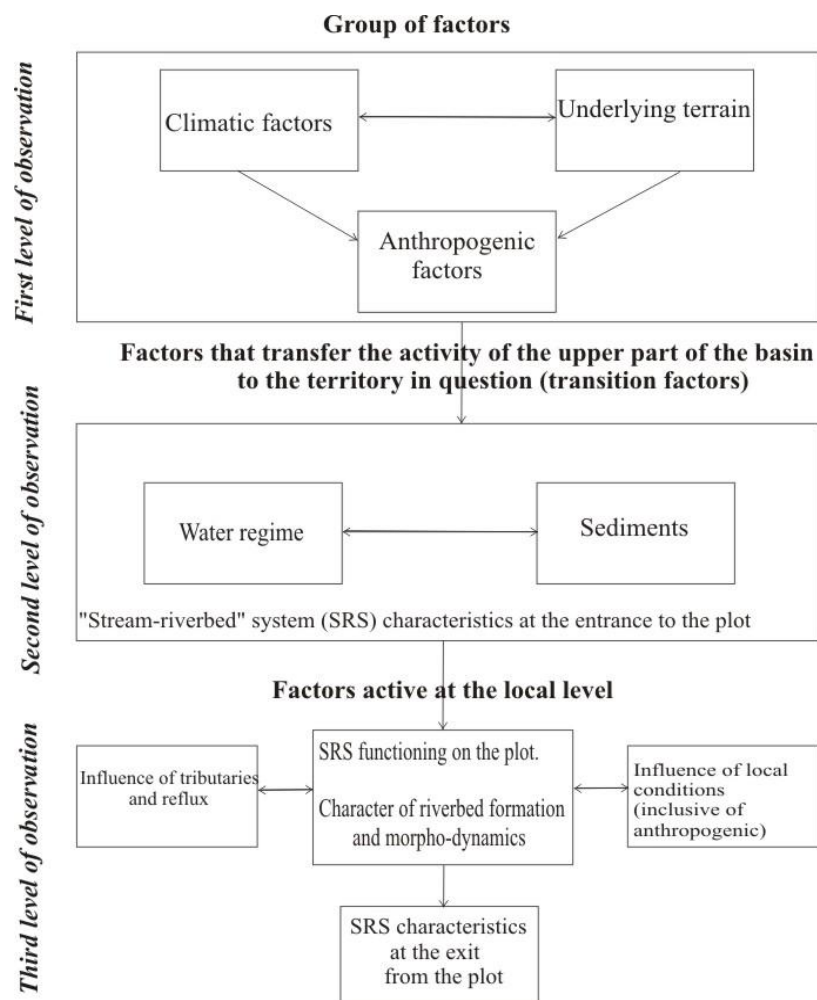 Group of factors
First level of observation
Climatic factors
Underlying terrain
Anthropogenic
factors
Factors that transfer the activity of the upper part of the basin
to the territory in question (transition factors)
Second level of observation
Water regime
Sediments
"Stream-riverbed" system (SRS) characteristics at the entrance to the plot
Factors active at the local level
Third level of observation
Influence of tributaries
and reflux
SRS functioning on the plot.
Character of riverbed formation
and morpho-dynamics
Influence of local
conditions
(inclusive of
anthropogenic)
SRS characteristics
at the exit
from the plot